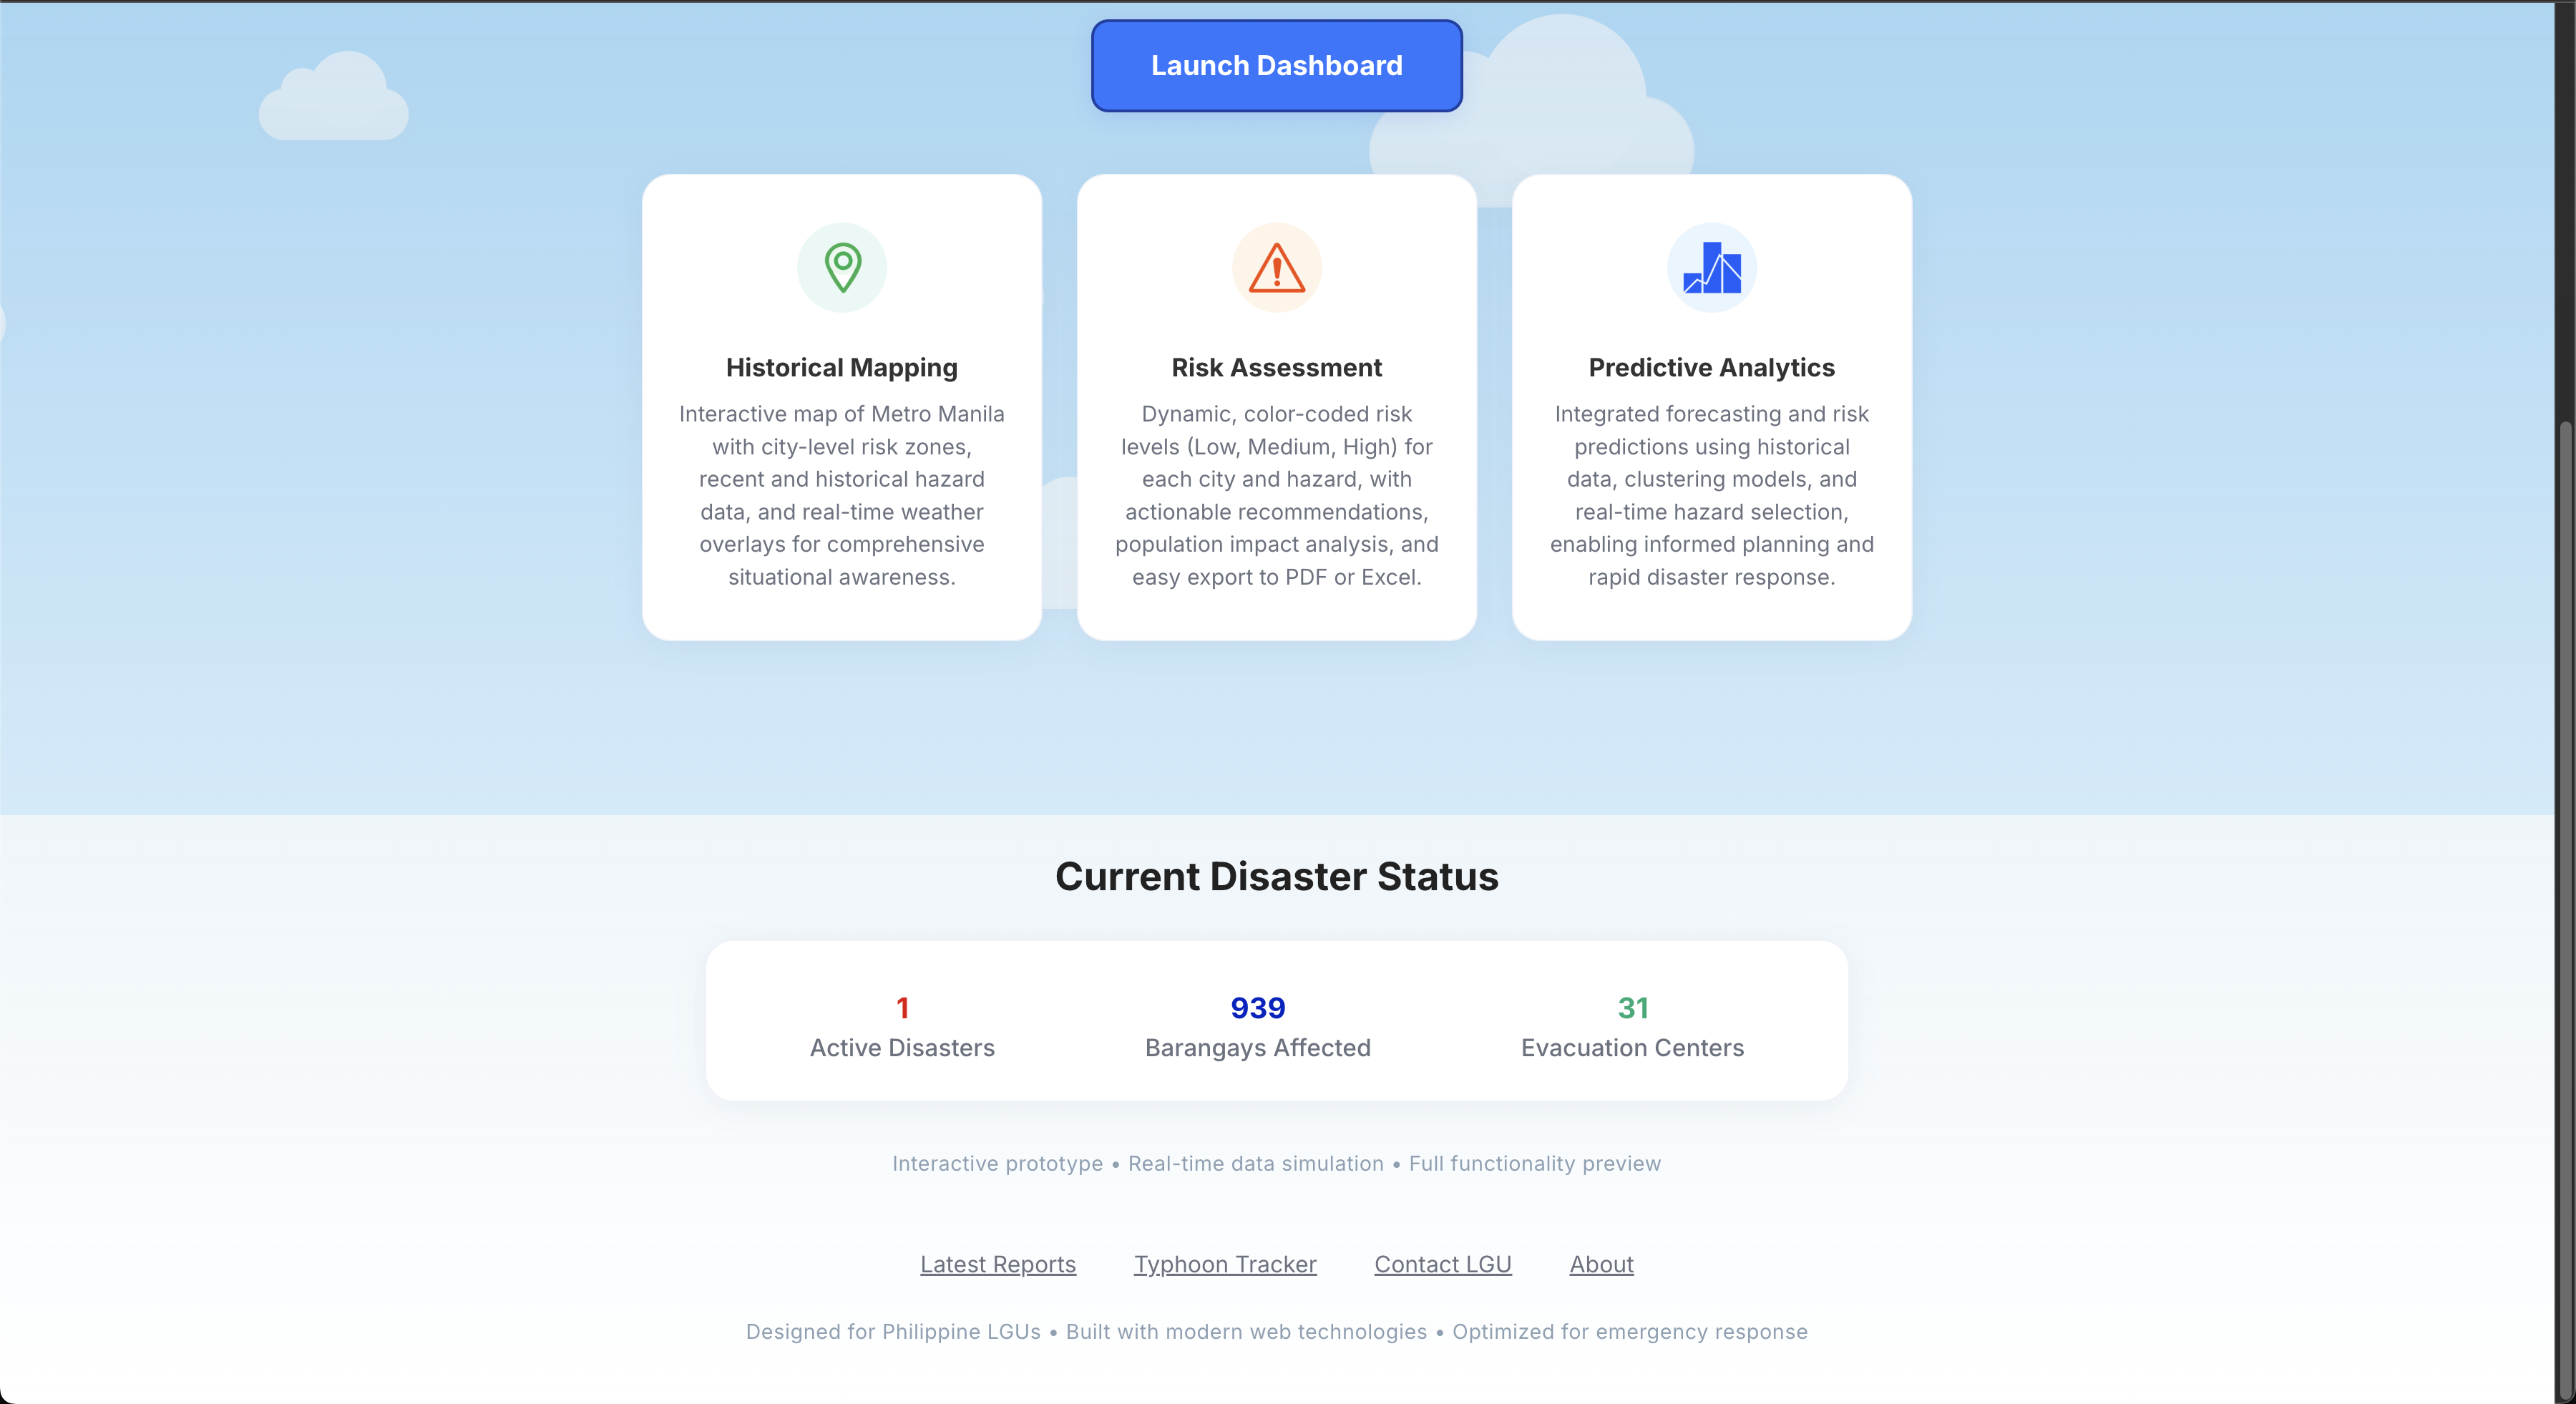 Launch Dashboard
Historical Mapping
Interactive map of Metro Manila
with city-level risk zones,
recent and historical hazard
data, and real-time weather
overlays for comprehensive
situational awareness.
Risk Assessment
Dynamic, color-coded risk
levels (Low, Medium, High) for
each city and hazard, with
actionable recommendations,
population impact analysis, and
easy export to PDF or Excel.
Predictive Analytics
Integrated forecasting and risk
predictions using historical
data, clustering models, and
real-time hazard selection,
enabling informed planning and
rapid disaster response.
Current Disaster Status
1
Active Disasters
939
Barangays Affected
31
Evacuation Centers
Interactive prototype • Real-time data simulation • Full functionality preview
Latest Reports Typhoon Tracker Contact LGU About
Designed for Philippine LGUs • Built with modern web technologies • Optimized for emergency response